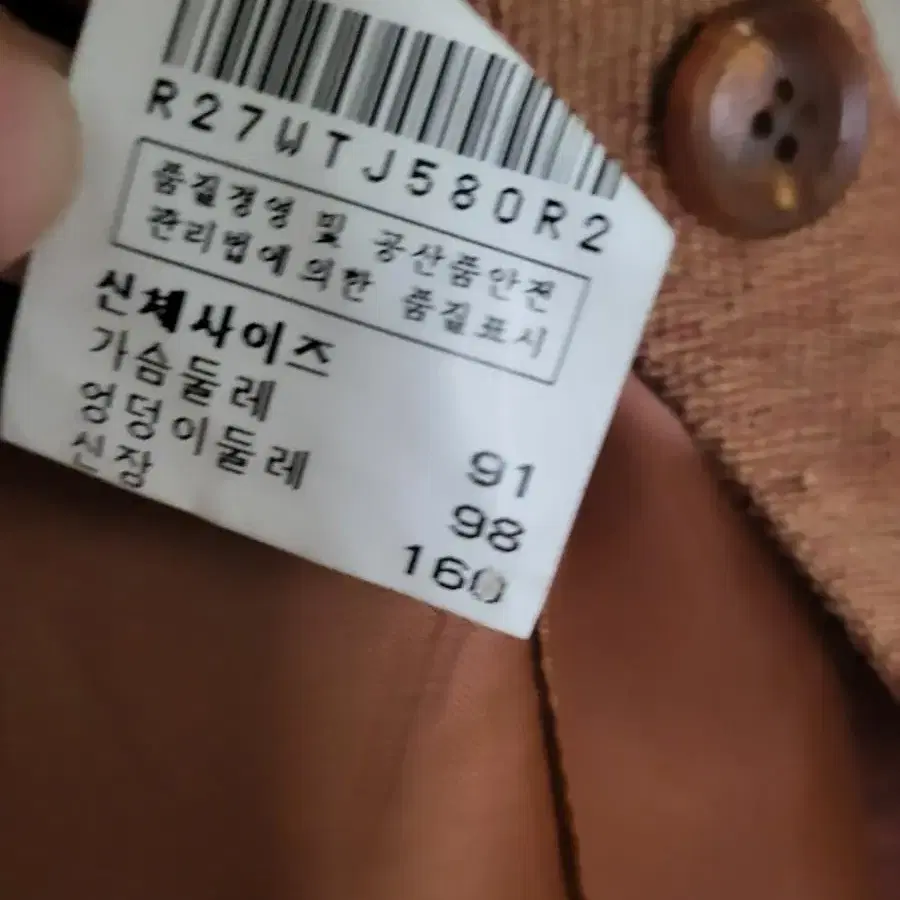 R27WTJ580R2
품질경영 및 공산품안전
관리법에 의한 품질표시
신체사이즈
가슴둘레 91
엉덩이둘레 98
신장 160